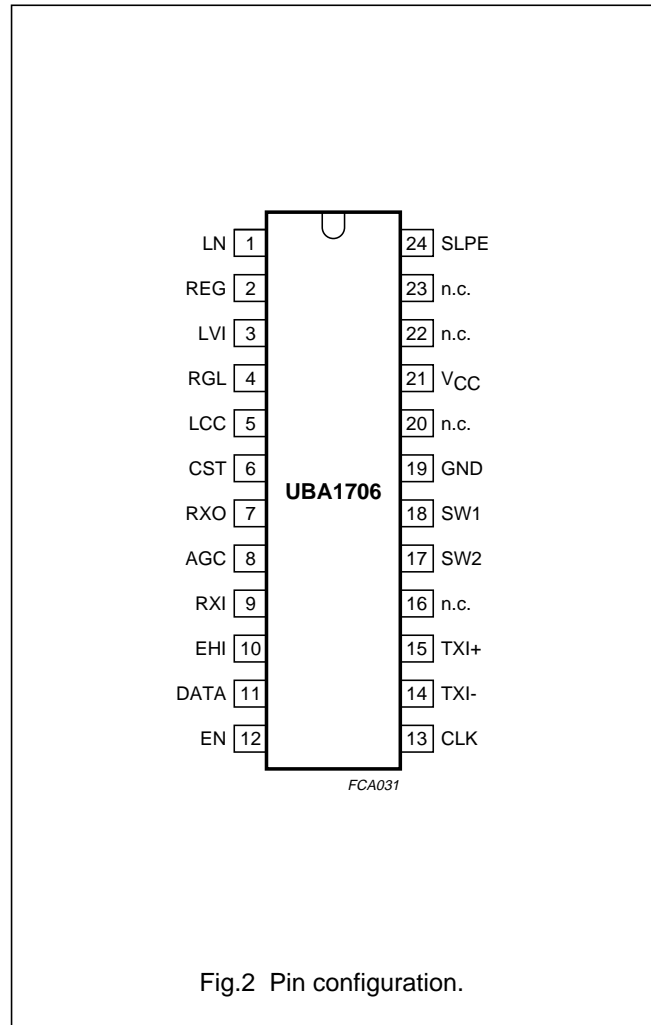 LN 1 24 SLPE
REG 2 23 n.c.
LVI 3 22 n.c.
RGL 4 21 VCC
LCC 5 20 n.c.
CST 6 19 GND
UBA1706
RXO 7 18 SW1
AGC 8 17 SW2
RXI 9 16 n.c.
EHI 10 15 TXI+
DATA 11 14 TXI-
EN 12 13 CLK
FCA031
Fig.2 Pin configuration.